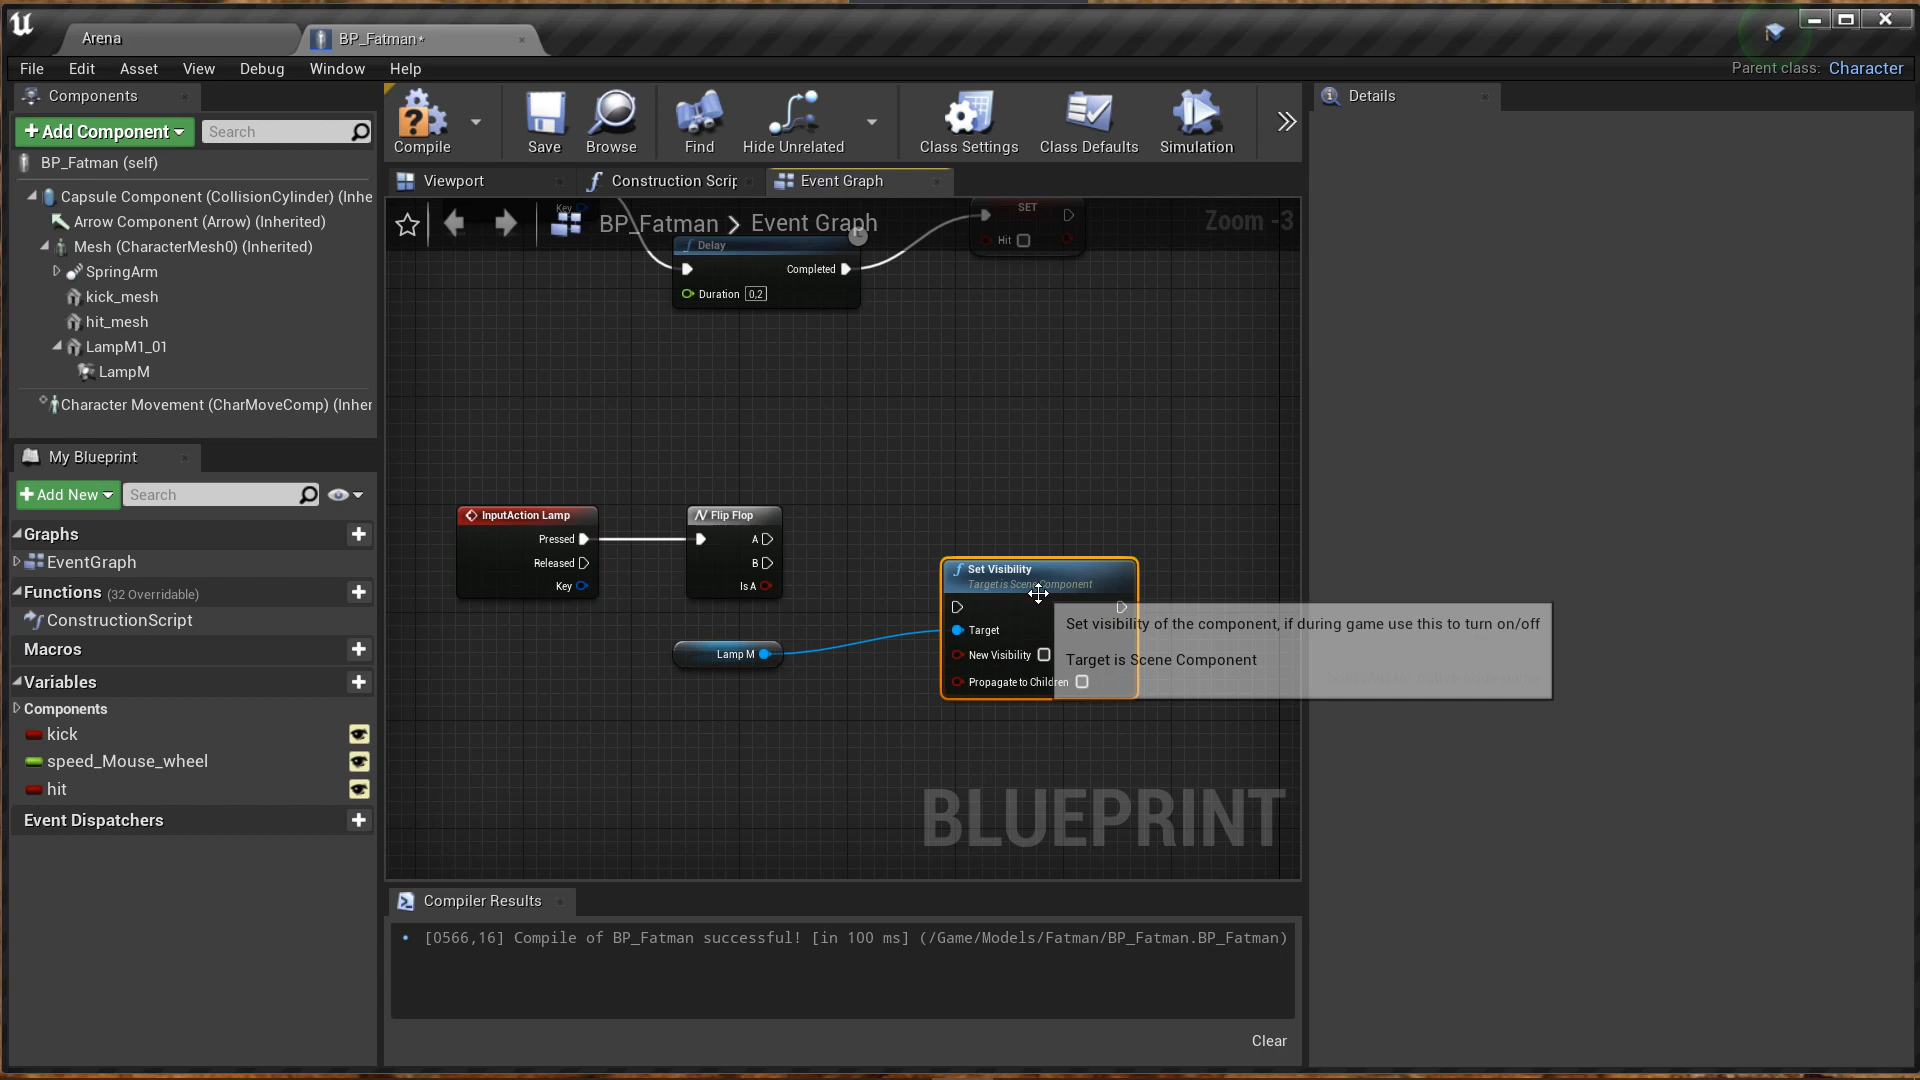 Arena
BP_Fatman*
File Edit Asset View Debug Window Help
Parent class: Character
Components
+ Add Component
Search
BP_Fatman (self)
Capsule Component (CollisionCylinder) (Inhe
Arrow Component (Arrow) (Inherited)
Mesh (CharacterMesh0) (Inherited)
SpringArm
kick_mesh
hit_mesh
LampM1_01
LampM
Character Movement (CharMoveComp) (Inher
My Blueprint
+ Add New
Search
Graphs
EventGraph
Functions (32 Overridable)
ConstructionScript
Macros
Variables
Components
kick
speed_Mouse_wheel
hit
Event Dispatchers
Compile
Save
Browse
Find
Hide Unrelated
Class Settings
Class Defaults
Simulation
Viewport
Construction Scrip
Event Graph
BP_Fatman > Event Graph
Zoom -3
Key
Delay
Completed
Duration 0,2
SET
Hit
InputAction Lamp
Pressed
Released
Key
Flip Flop
A
B
Is A
Lamp M
Set Visibility
Target is Scene Component
Target
New Visibility
Propagate to Children
Set visibility of the component, if during game use this to turn on/off
Target is Scene Component
BLUEPRINT
Compiler Results
[0566,16] Compile of BP_Fatman successful! [in 100 ms] (/Game/Models/Fatman/BP_Fatman.BP_Fatman)
Clear
Details